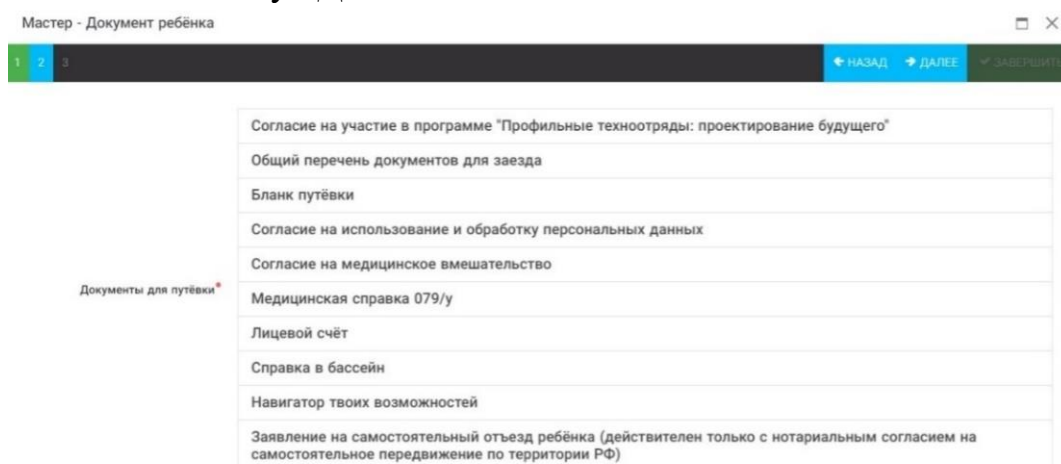 Мастер - Документ ребёнка
1 2 3
НАЗАД ДАЛЕЕ ЗАВЕРШИТЬ
Согласие на участие в программе "Профильные техноотряды: проектирование будущего"
Общий перечень документов для заезда
Бланк путёвки
Согласие на использование и обработку персональных данных
Согласие на медицинское вмешательство
Документы для путёвки*
Медицинская справка 079/у
Лицевой счёт
Справка в бассейн
Навигатор твоих возможностей
Заявление на самостоятельный отъезд ребёнка (действителен только с нотариальным согласием на
самостоятельное передвижение по территории РФ)